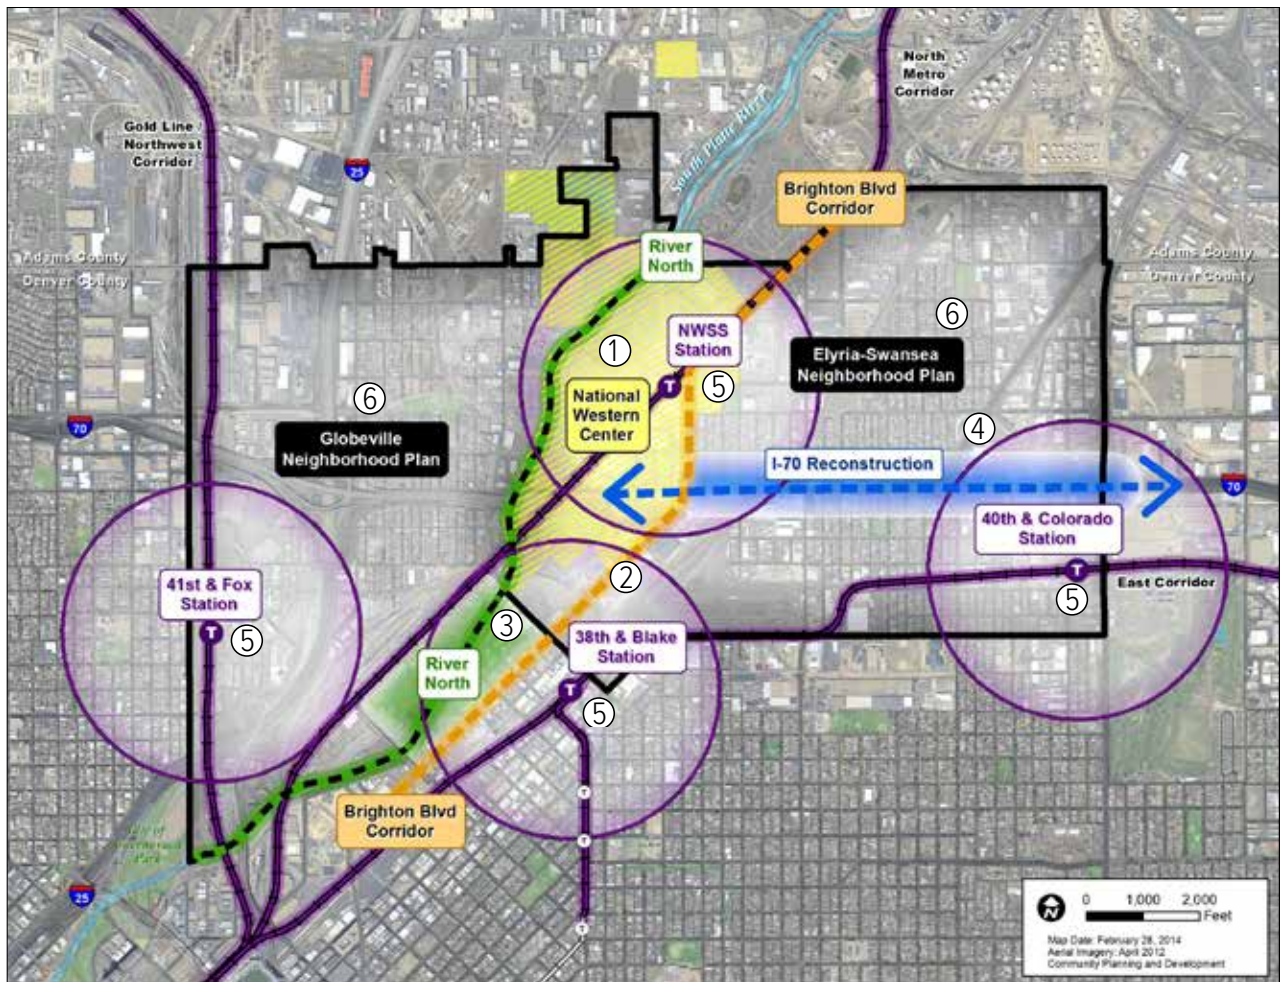 North
Metro
Corridor
Gold Line /
Northwest
Corridor
25
South Platte River
Brighton Blvd
Corridor
River
North
Adams County
Denver County
Adams County
Denver County
6
NWSS
Station
1
Elyria-Swansea
Neighborhood Plan
5
6
National
Western
Center
70
4
Globeville
Neighborhood Plan
I-70 Reconstruction
70
40th & Colorado
Station
T
T
East Corridor
5
2
41st & Fox
Station
T
5
3
38th & Blake
Station
River
North
T
5
Brighton Blvd
Corridor
T
T
T
25
Park
N
0 1,000 2,000
Feet
Map Date: February 28, 2014
Aerial Imagery: April 2012
Community Planning and Development